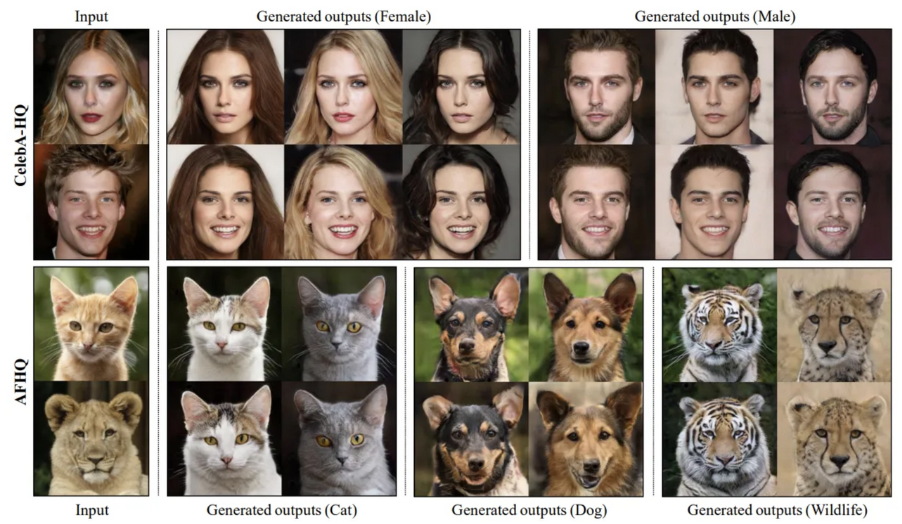 Input
Generated outputs (Female)
Generated outputs (Male)
CelebA-HQ
AFHQ
Input
Generated outputs (Cat)
Generated outputs (Dog)
Generated outputs (Wildlife)